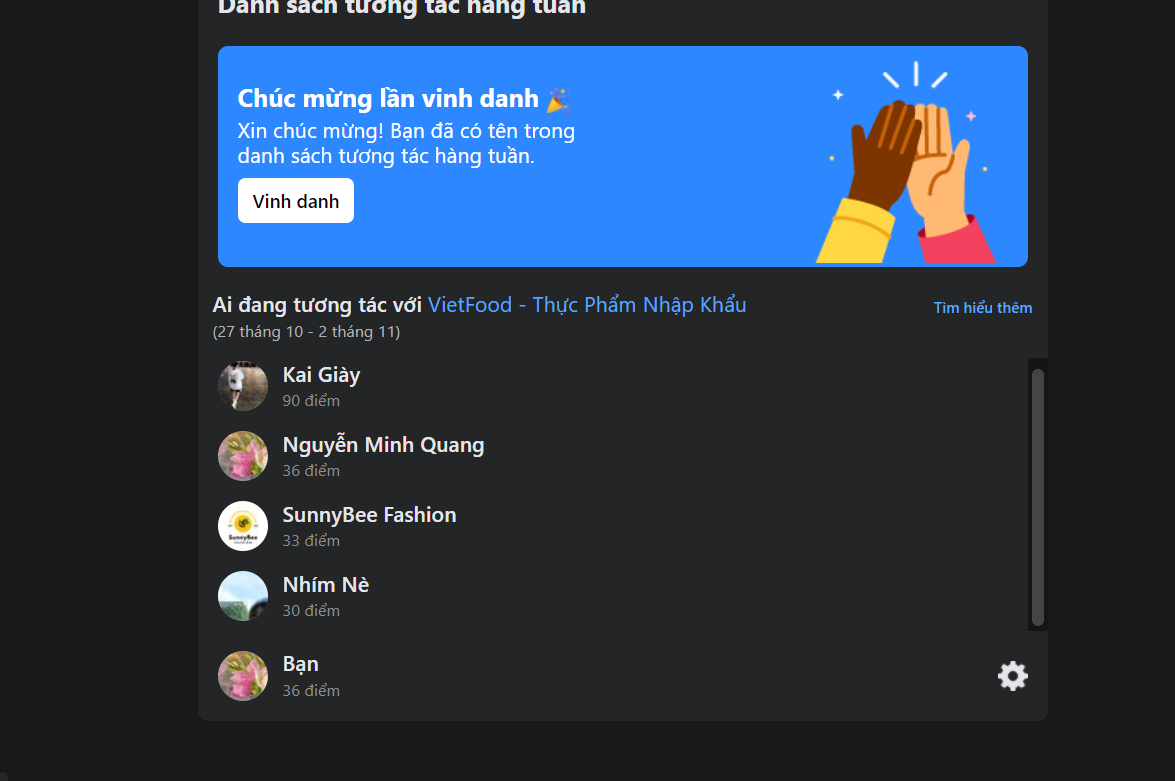 Danh sách tương tác hàng tuần
Chúc mừng lần vinh danh 🎉
Xin chúc mừng! Bạn đã có tên trong
danh sách tương tác hàng tuần.
Vinh danh
Ai đang tương tác với VietFood - Thực Phẩm Nhập Khẩu
Tìm hiểu thêm
(27 tháng 10 - 2 tháng 11)
Kai Giày
90 điểm
Nguyễn Minh Quang
36 điểm
SunnyBee Fashion
33 điểm
SunnyBee
Nhím Nè
30 điểm
Bạn
36 điểm